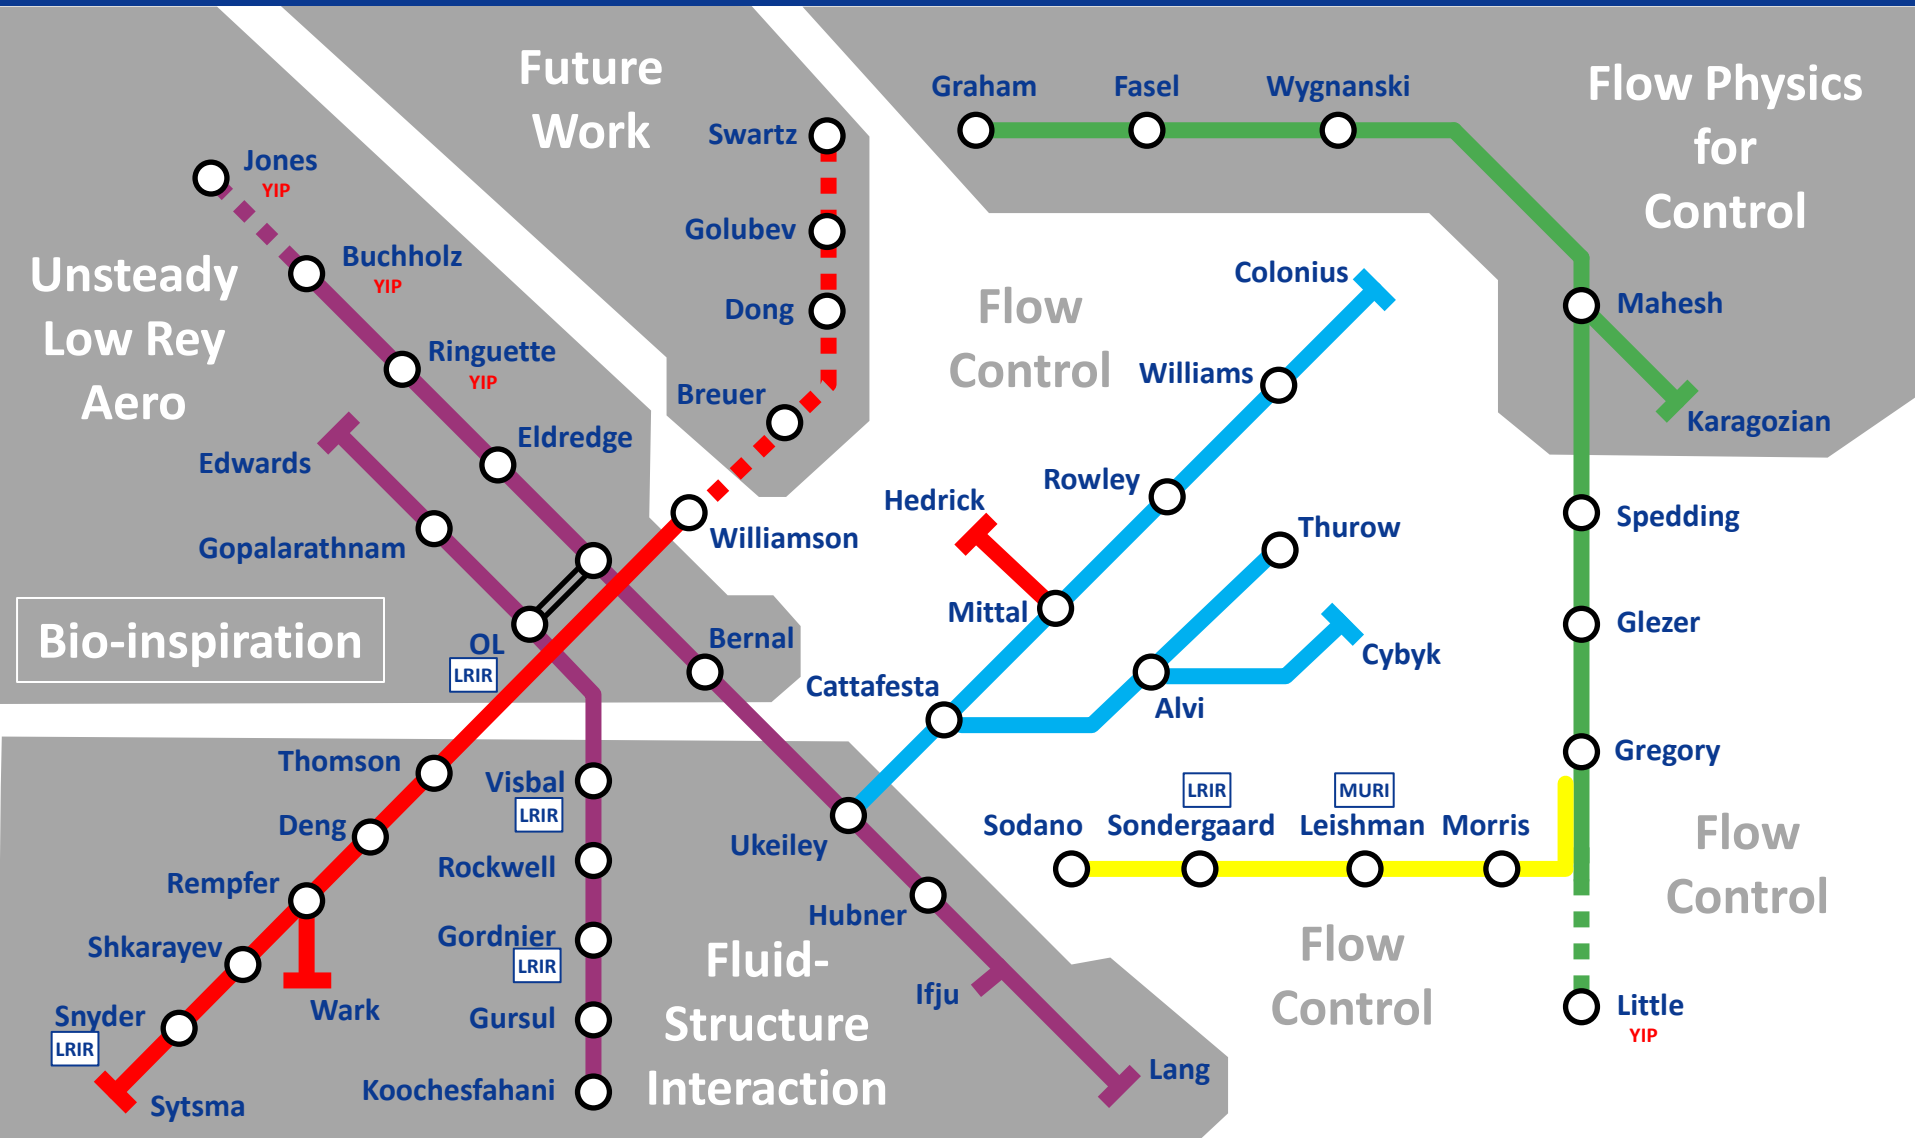 Future
Work
Graham
Fasel
Wygnanski
Flow Physics
for
Control
Swartz
Jones
YIP
Golubev
Buchholz
YIP
Unsteady
Low Rey
Aero
Colonius
Flow
Control
Dong
Mahesh
Ringuette
YIP
Williams
Breuer
Karagozian
Edwards
Eldredge
Rowley
Hedrick
Spedding
Thurow
Gopalarathnam
Williamson
Mittal
Glezer
Bio-inspiration
OL
LRIR
Bernal
Cybyk
Cattafesta
Alvi
Thomson
Visbal
LRIR
Gregory
LRIR
MURI
Sodano
Sondergaard
Leishman
Morris
Flow
Control
Deng
Ukeiley
Rockwell
Rempfer
Hubner
Shkarayev
Gordnier
LRIR
Fluid-
Structure
Interaction
Flow
Control
Ifju
Wark
Snyder
LRIR
Gursul
Little
YIP
Koochesfahani
Lang
Sytsma